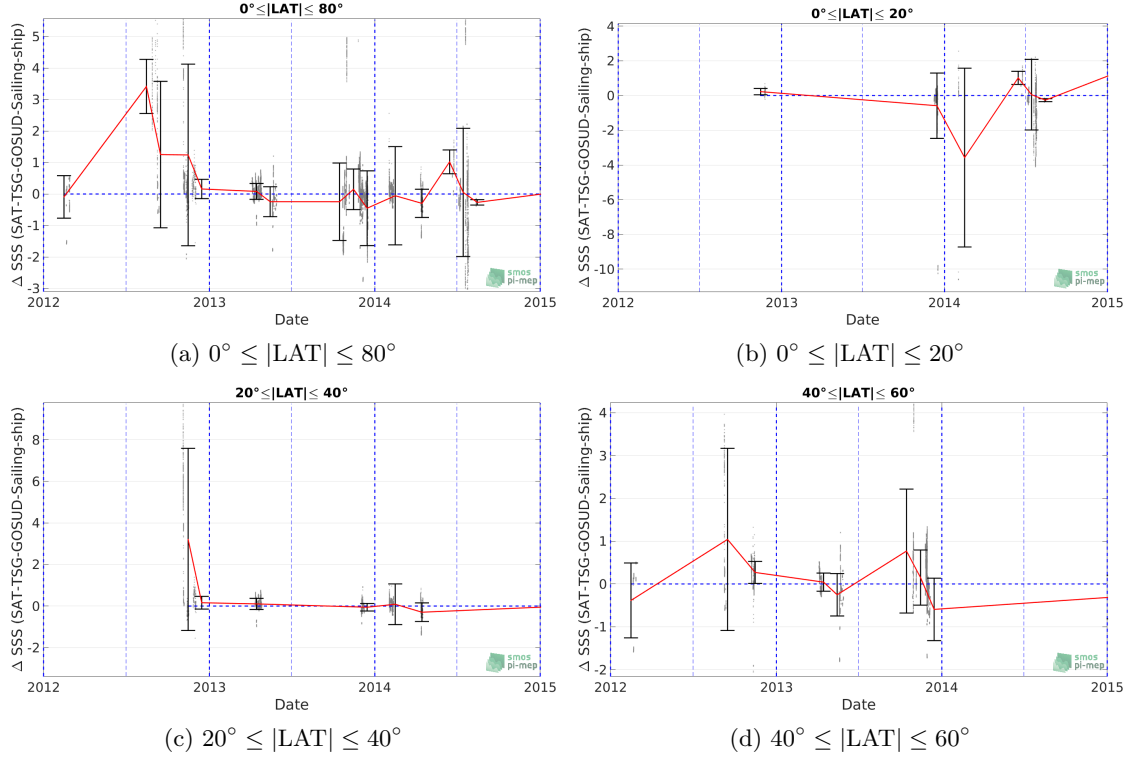 0°≤|LAT|≤ 80°
Δ SSS (SAT-TSG-GOSUD-Sailing-ship)
5
4
3
2
1
0
-1
-2
-3
2012
2013
2014
2015
Date
smos
pi-mep
(a) 0° ≤ |LAT| ≤ 80°
0°≤|LAT|≤ 20°
Δ SSS (SAT-TSG-GOSUD-Sailing-ship)
4
2
0
-2
-4
-6
-8
-10
2012
2013
2014
2015
Date
smos
pi-mep
(b) 0° ≤ |LAT| ≤ 20°
20°≤|LAT|≤ 40°
Δ SSS (SAT-TSG-GOSUD-Sailing-ship)
8
6
4
2
0
-2
2012
2013
2014
2015
Date
smos
pi-mep
(c) 20° ≤ |LAT| ≤ 40°
40°≤|LAT|≤ 60°
Δ SSS (SAT-TSG-GOSUD-Sailing-ship)
4
3
2
1
0
-1
-2
2012
2013
2014
2015
Date
smos
pi-mep
(d) 40° ≤ |LAT| ≤ 60°